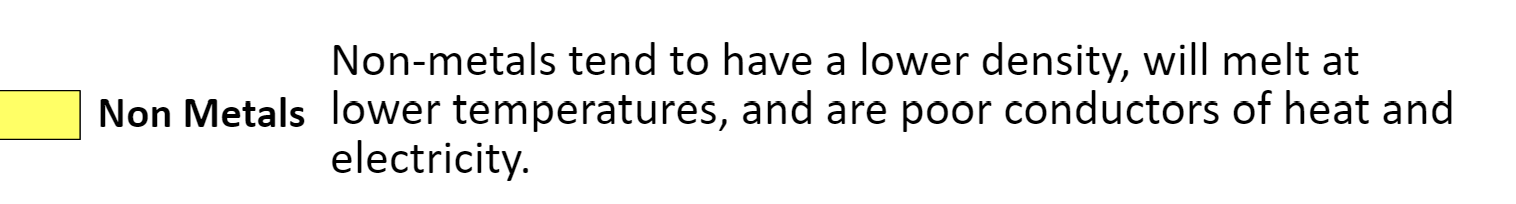 Non Metals
Non-metals tend to have a lower density, will melt at
lower temperatures, and are poor conductors of heat and
electricity.